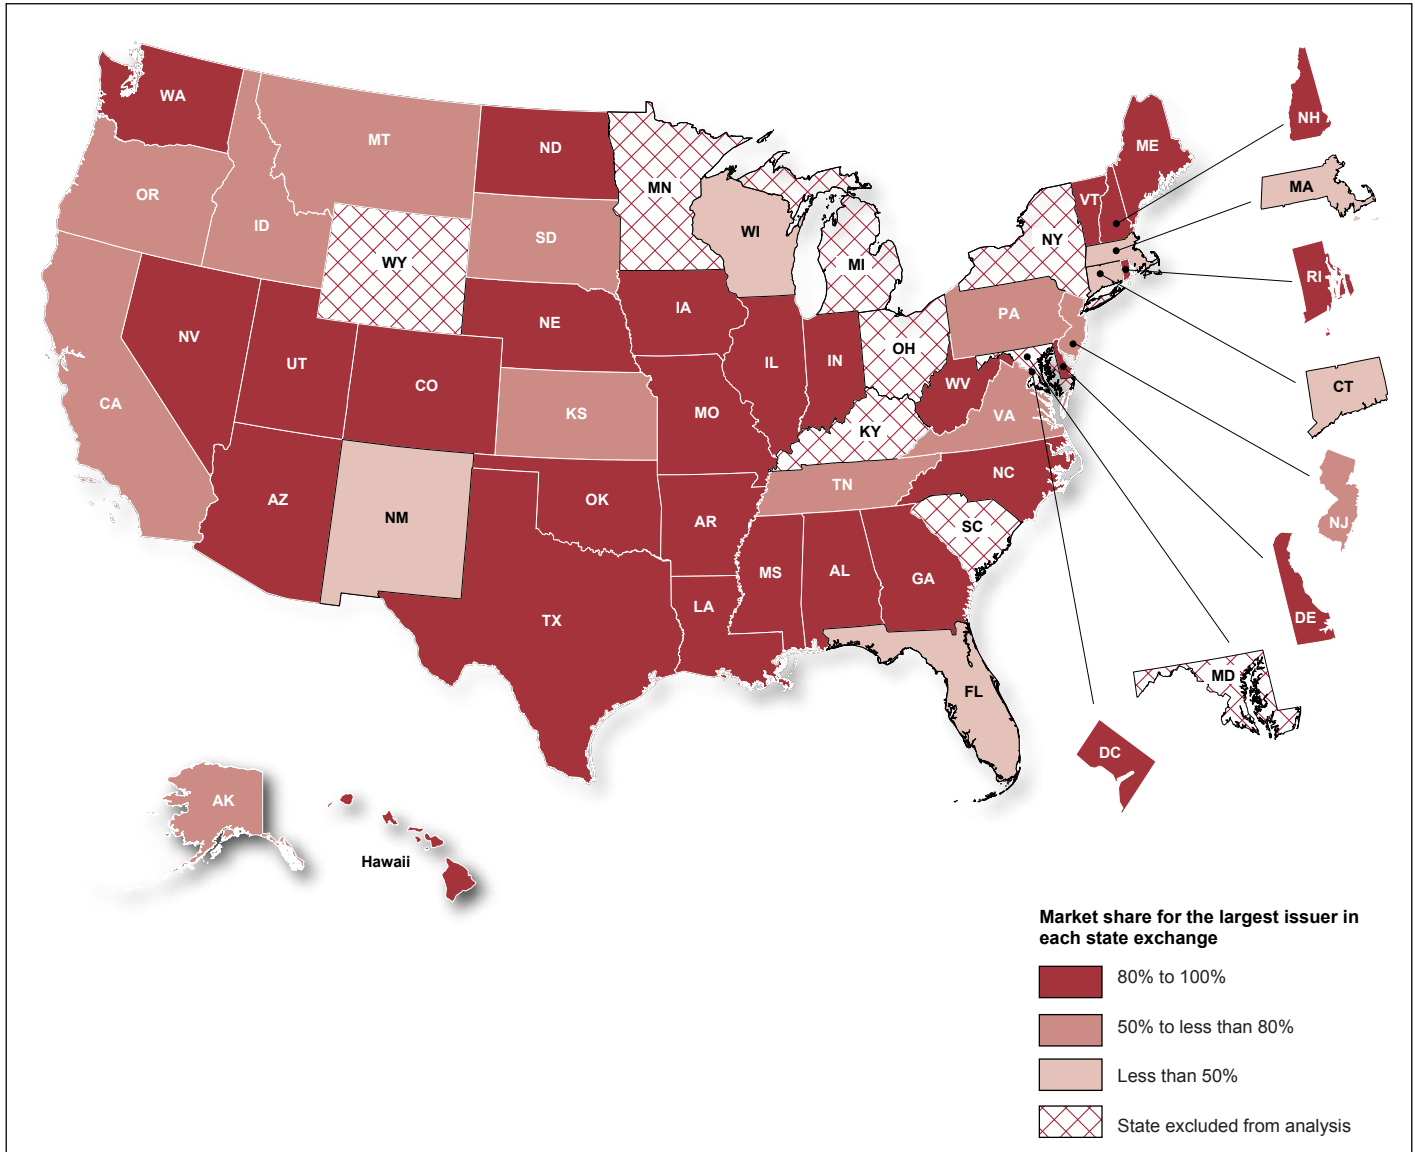 WA
MT
ND
MN
OR
ID
SD
WI
WY
MI
NY
VT
ME
NH
MA
RI
CT
NJ
DE
MD
DC
NV
UT
CO
NE
IA
IL
IN
OH
PA
WV
VA
KY
CA
KS
MO
AZ
NM
OK
AR
TN
NC
SC
MS
AL
GA
TX
LA
FL
AK
Hawaii
Market share for the largest issuer in
each state exchange
80% to 100%
50% to less than 80%
Less than 50%
State excluded from analysis